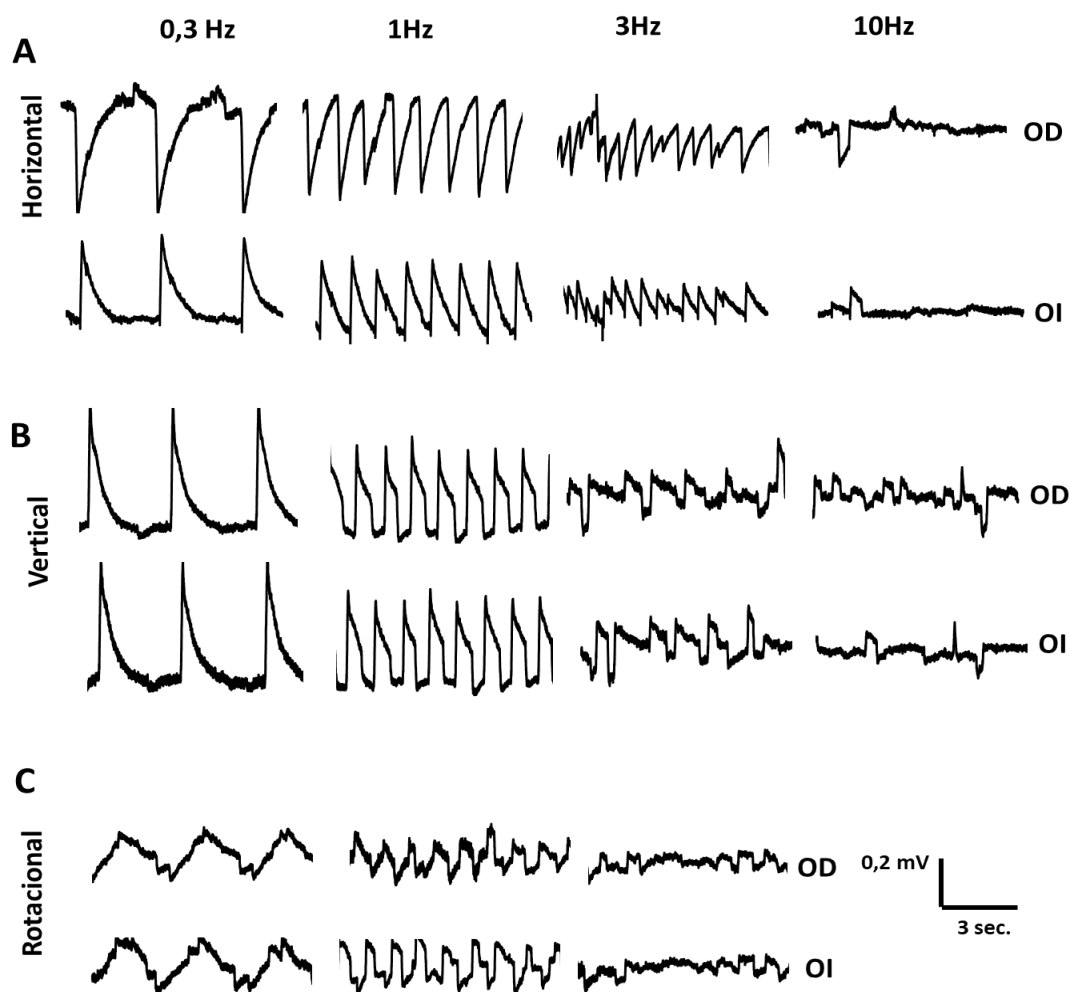 0,3 Hz 1Hz 3Hz 10Hz
A
Horizontal
OD
OI
B
Vertical
OD
OI
C
Rotacional
OD
0,2 mV
3 sec.
OI